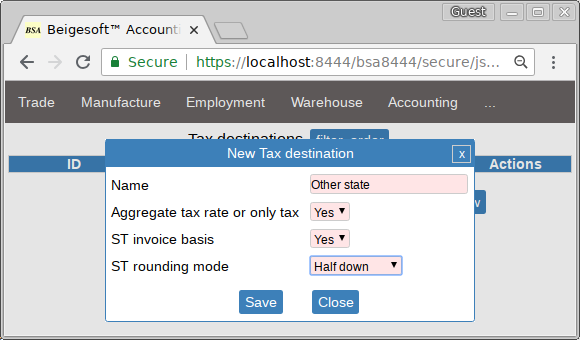 Guest
BSA Beigesoft™ Accounti
Secure https://localhost:8444/bsa8444/secure/js...
Trade Manufacture Employment Warehouse Accounting ...
Tax destinations filter, order
ID Actions
New Tax destination x
Name Other state
Aggregate tax rate or only tax Yes
ST invoice basis Yes
ST rounding mode Half down
Save Close